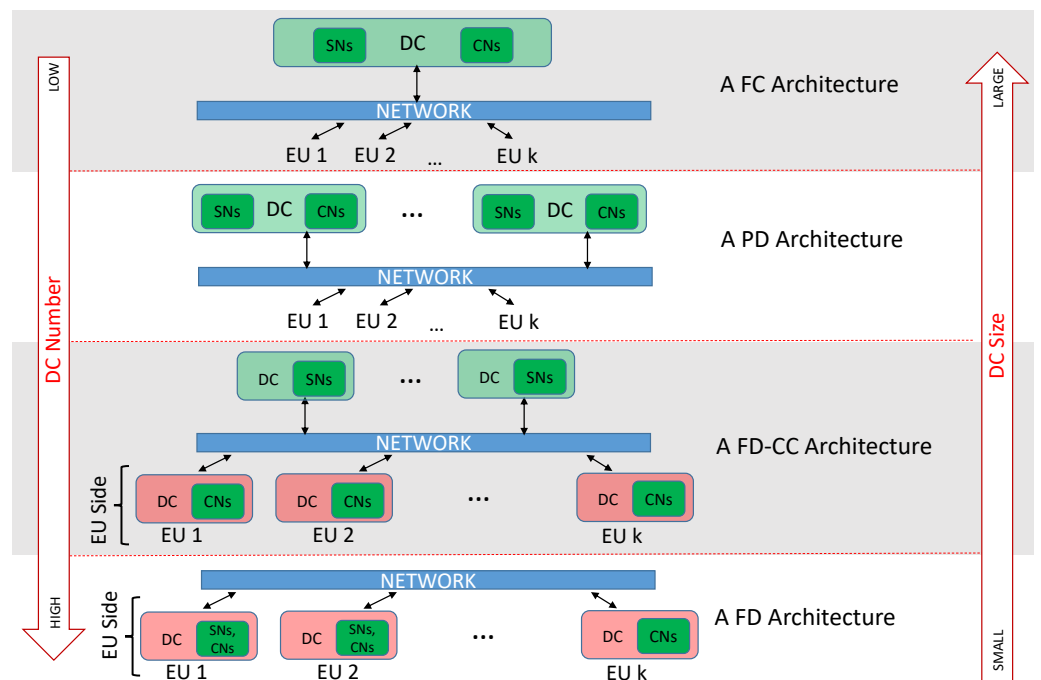 SNs DC CNs
A FC Architecture
NETWORK
EU 1 EU 2 ... EU k
LOW
LARGE
SNs DC CNs ... SNs DC CNs
A PD Architecture
NETWORK
EU 1 EU 2 ... EU k
DC Number
DC Size
DC SNs ... DC SNs
NETWORK
A FD-CC Architecture
EU Side
DC CNs DC CNs ... DC CNs
EU 1 EU 2 EU k
NETWORK
A FD Architecture
HIGH
SMALL
EU Side
DC SNs, CNs DC SNs, CNs ... DC CNs
EU 1 EU 2 EU k